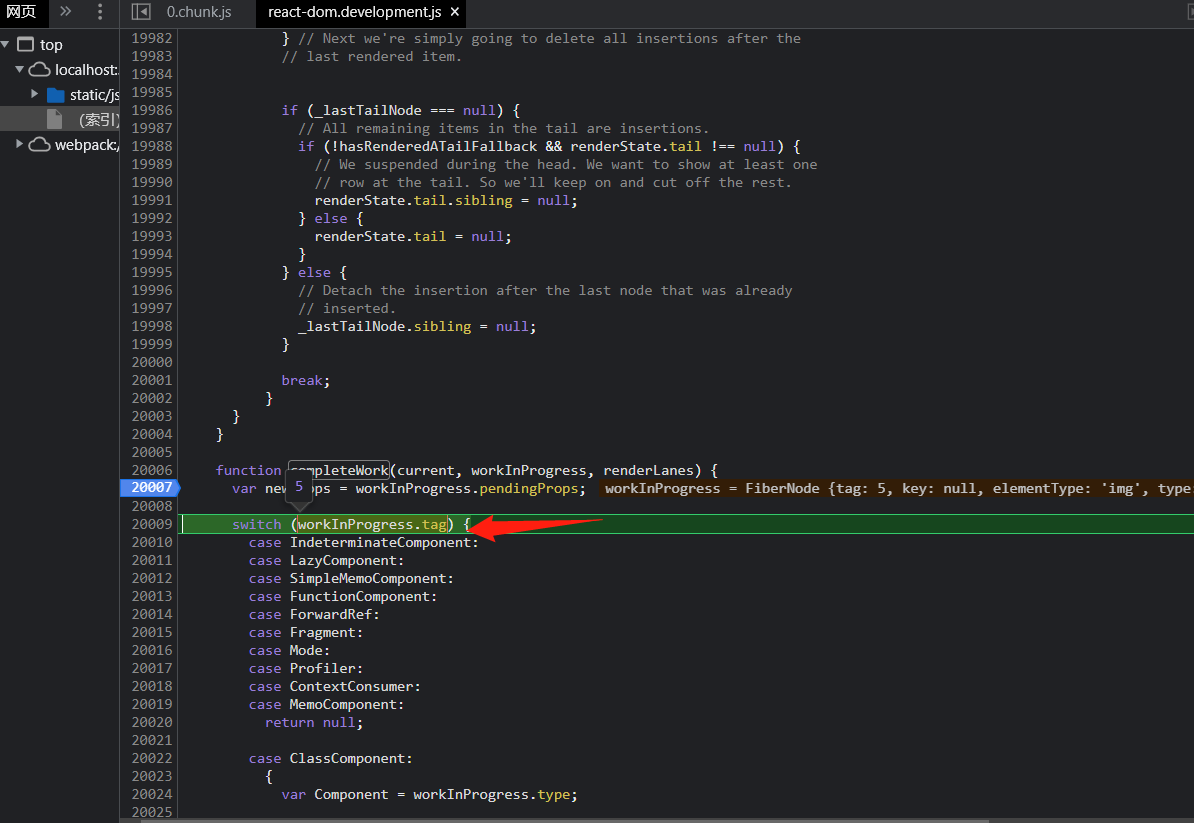 网页
0.chunk.js
react-dom.development.js ×
top
localhost:
static/js
(索引)
webpack:/
19982 } // Next we're simply going to delete all insertions after the
19983 // last rendered item.
19984
19985
19986 if (_lastTailNode === null) {
19987 // All remaining items in the tail are insertions.
19988 if (!hasRenderedATailFallback && renderState.tail !== null) {
19989 // We suspended during the head. We want to show at least one
19990 // row at the tail. So we'll keep on and cut off the rest.
19991 renderState.tail.sibling = null;
19992 } else {
19993 renderState.tail = null;
19994 }
19995 } else {
19996 // Detach the insertion after the last node that was already
19997 // inserted.
19998 _lastTailNode.sibling = null;
19999 }
20000
20001 break;
20002 }
20003 }
20004 }
20005
20006 function completeWork(current, workInProgress, renderLanes) {
5
20007 var newProps = workInProgress.pendingProps; workInProgress = FiberNode {tag: 5, key: null, elementType: 'img', type:
20008
20009 switch (workInProgress.tag) {
20010 case IndeterminateComponent:
20011 case LazyComponent:
20012 case SimpleMemoComponent:
20013 case FunctionComponent:
20014 case ForwardRef:
20015 case Fragment:
20016 case Mode:
20017 case Profiler:
20018 case ContextConsumer:
20019 case MemoComponent:
20020 return null;
20021
20022 case ClassComponent:
20023 {
20024 var Component = workInProgress.type;
20025